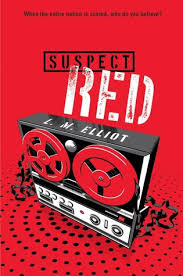 When the entire nation is scared, who do you believe?
SUSPECT
RED
L. M. ELLIOT